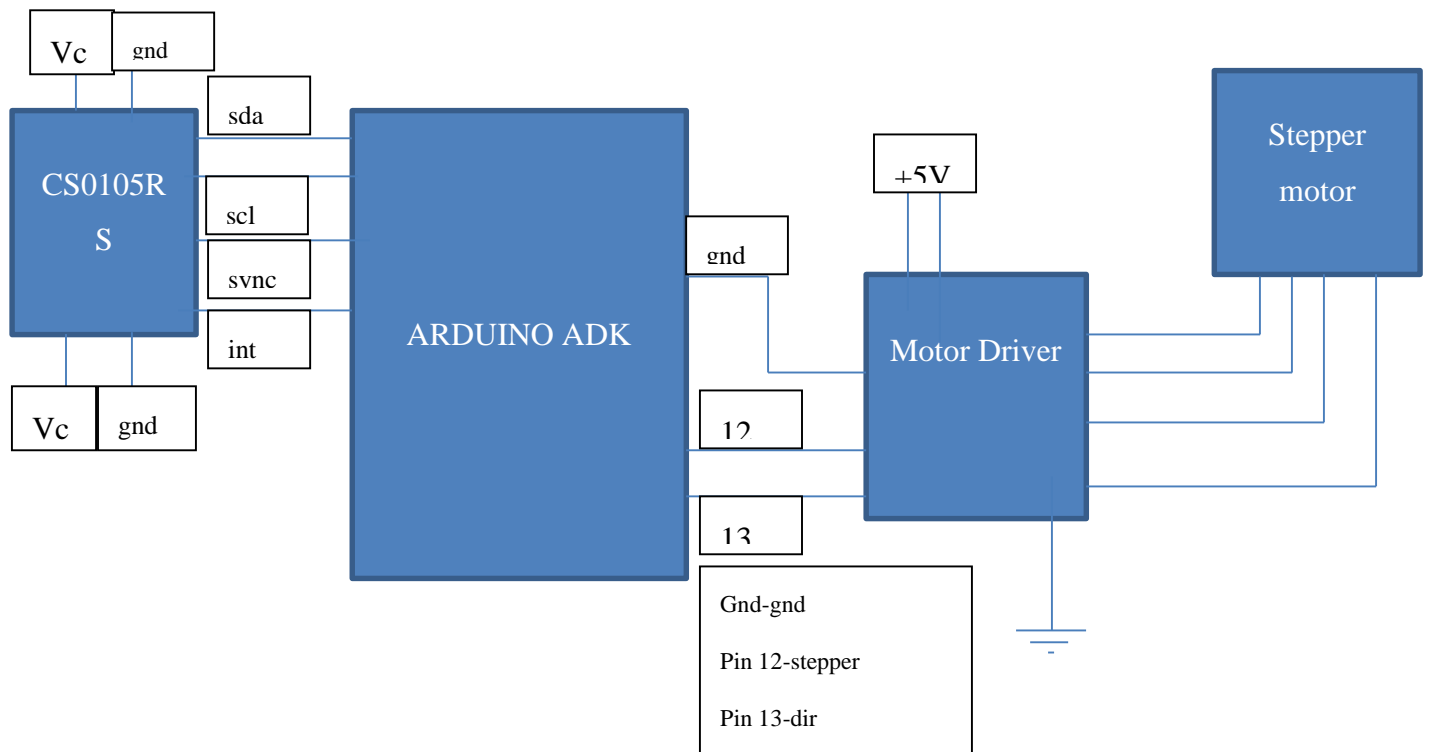 Vc
gnd
sda
CS0105R
S
scl
sync
int
Vc
gnd
ARDUINO ADK
gnd
12
13
Gnd-gnd
Pin 12-stepper
Pin 13-dir
+5V
Motor Driver
Stepper
motor